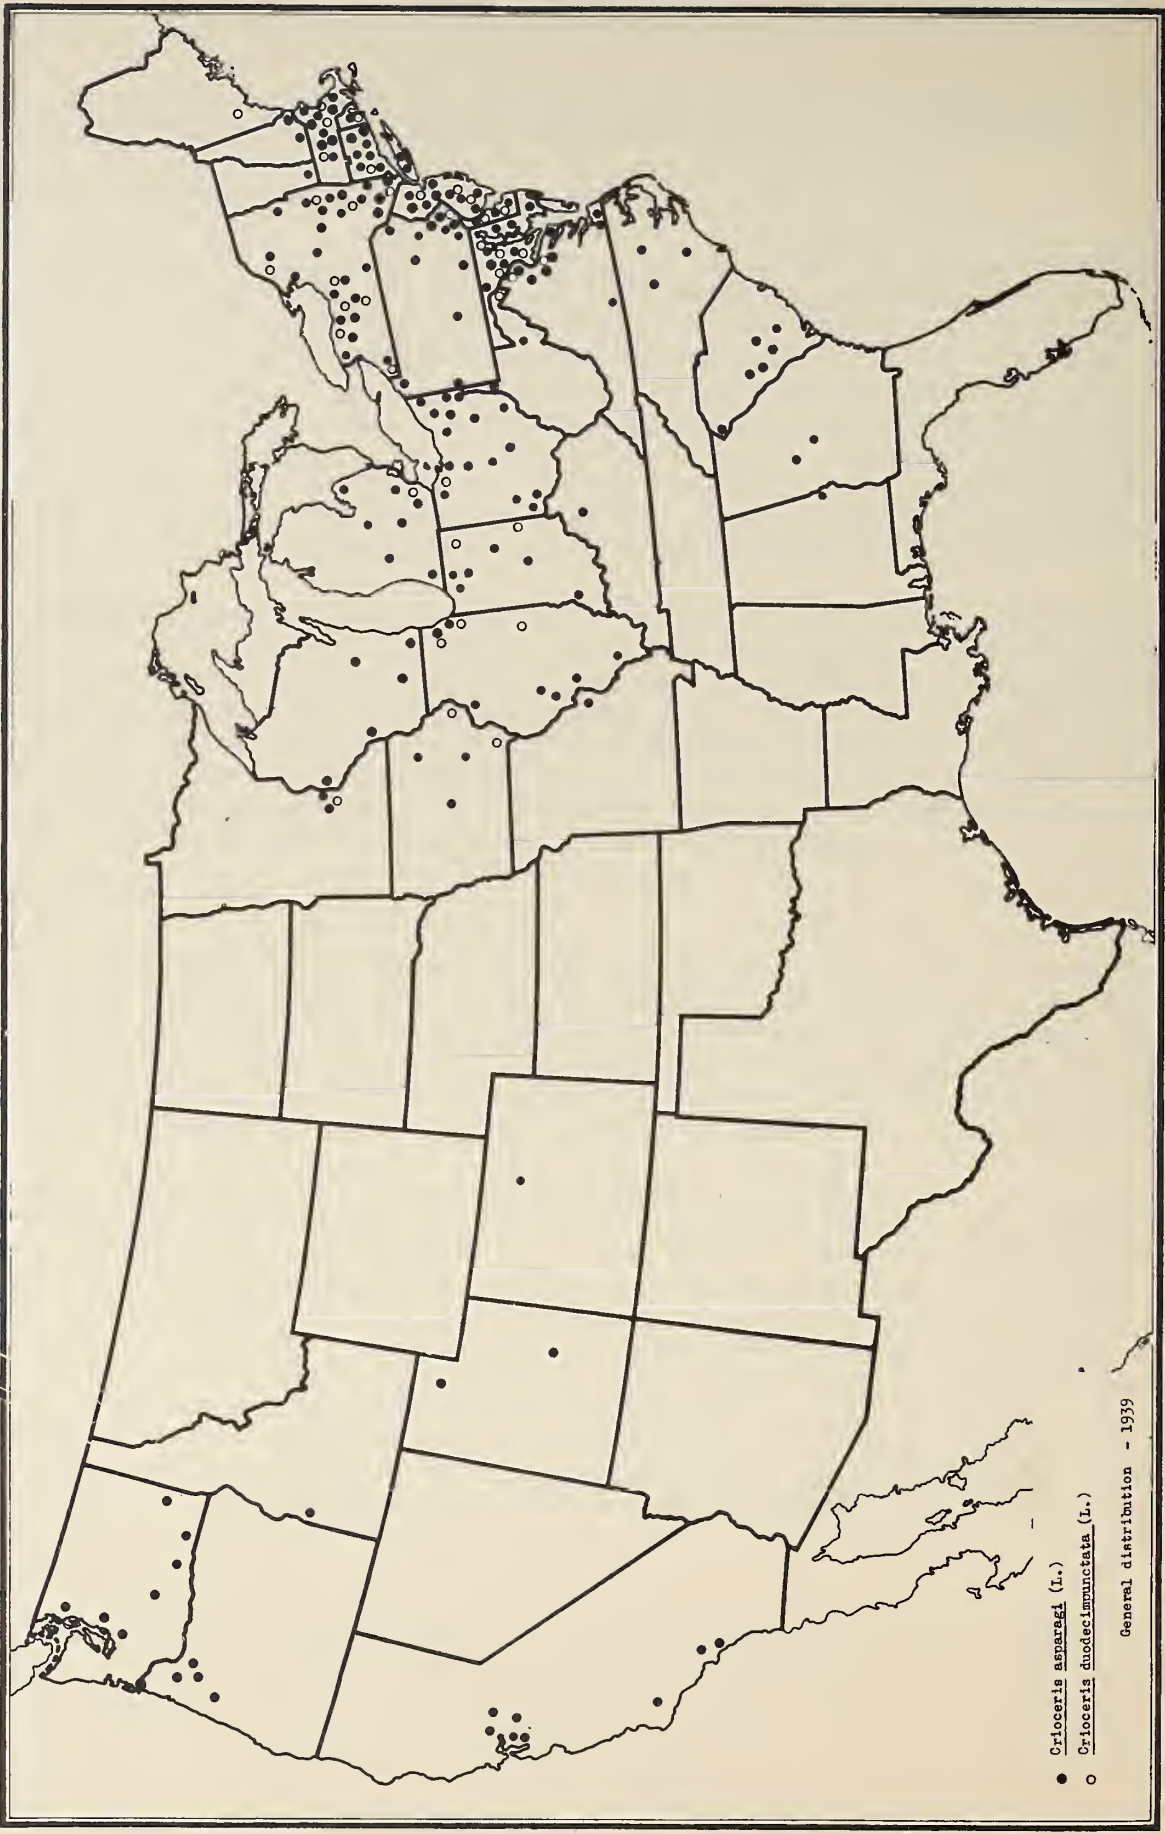 ● Crioceris asparagi (L.)
○ Crioceris duodecimpunctata (L.)
General distribution - 1939